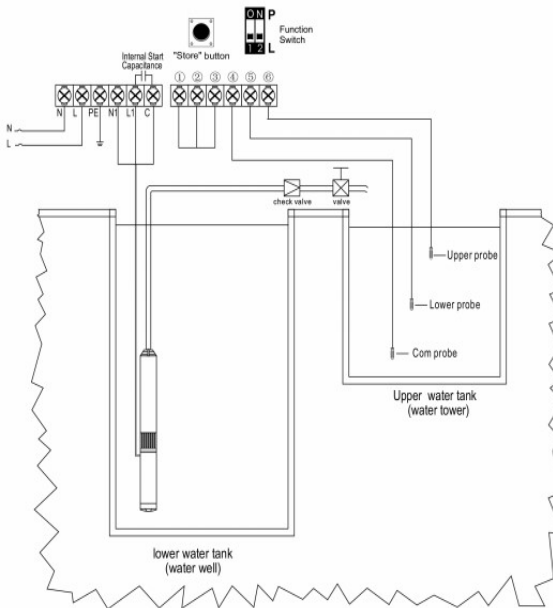 ON P
Function
Switch
1 2 L
"Store" button
Internal Start
Capacitance
① ② ③ ④ ⑤ ⑥
N L PE N1 L1 C
N
L
check valve
valve
Upper probe
Lower probe
Com probe
Upper water tank
(water tower)
lower water tank
(water well)